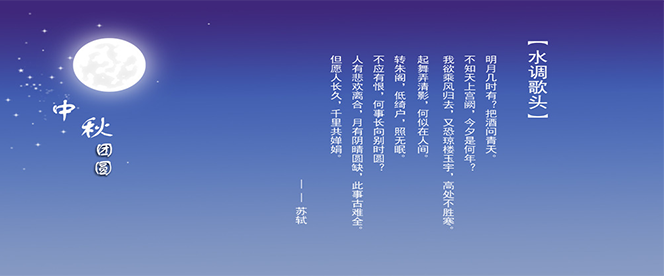 【水调歌头】
明月几时有？把酒问青天。
不知天上宫阙，今夕是何年？
我欲乘风归去，又恐琼楼玉宇，高处不胜寒。
起舞弄清影，何似在人间。
转朱阁，低绮户，照无眠。
不应有恨，何事长向别时圆？
人有悲欢离合，月有阴晴圆缺，此事古难全。
但愿人长久，千里共婵娟。
——苏轼
中秋
团圆